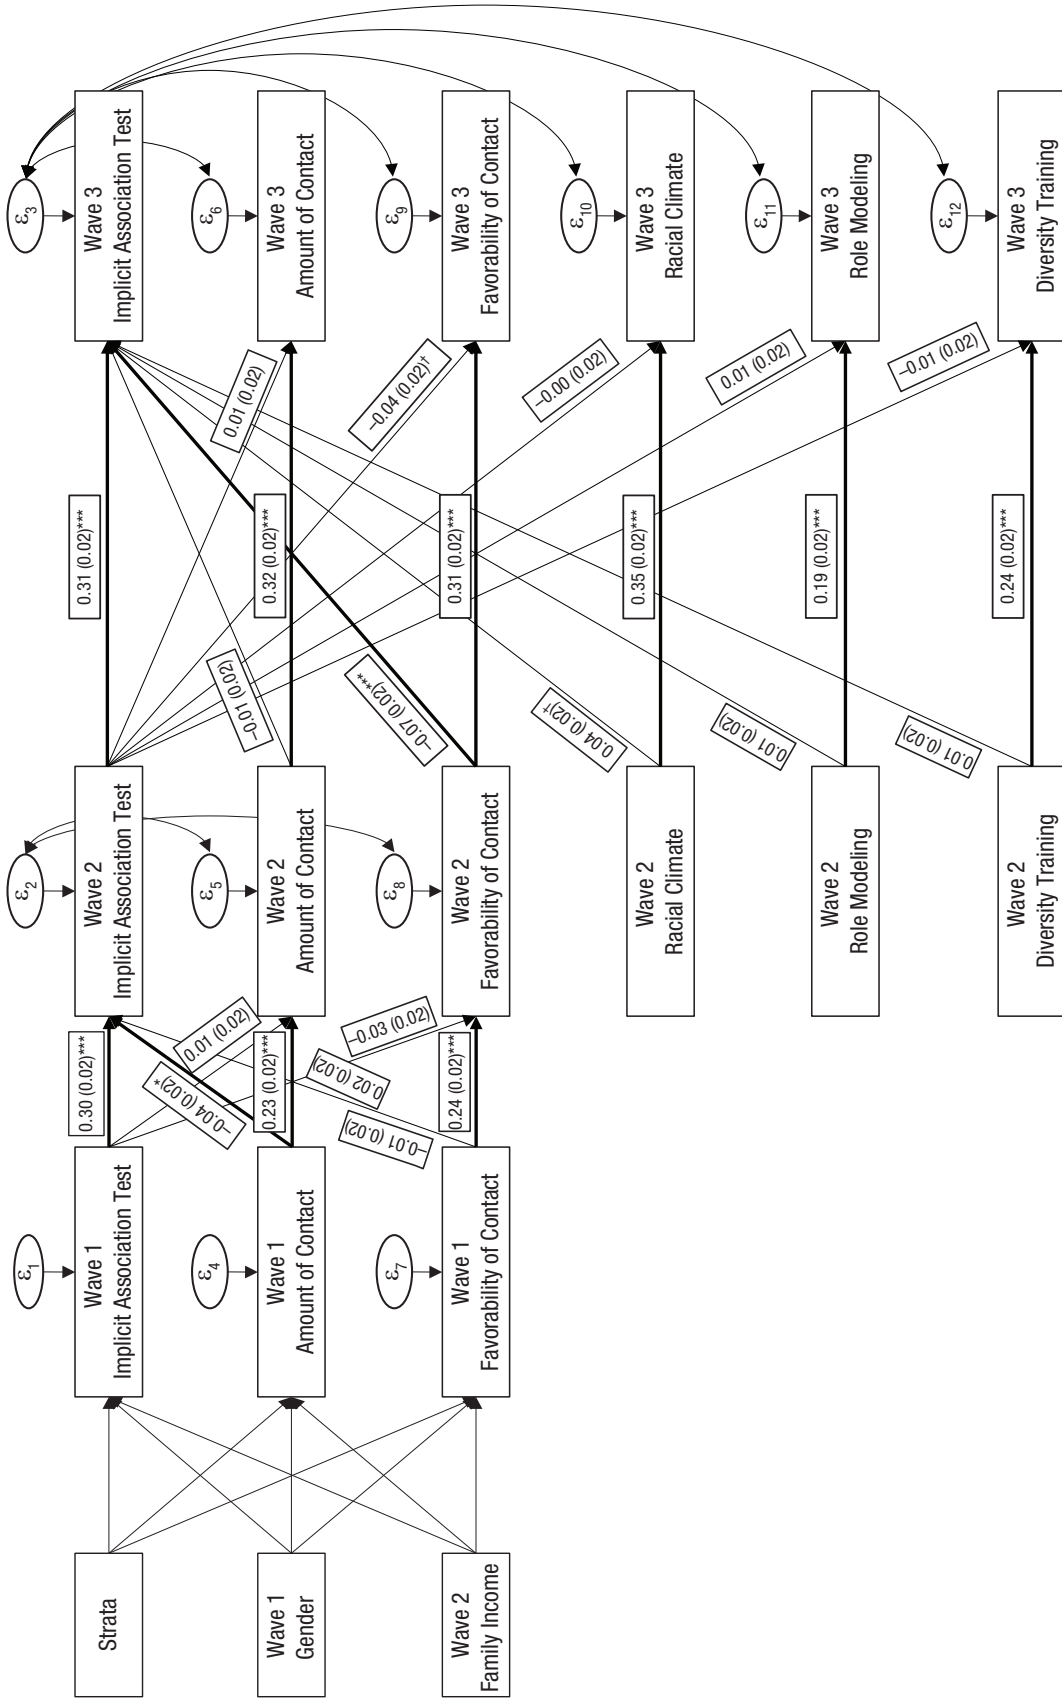 Strata
Wave 1
Gender
Wave 2
Family Income
ε1
Wave 1
Implicit Association Test
ε4
Wave 1
Amount of Contact
ε7
Wave 1
Favorability of Contact
0.30 (0.02)***
0.01 (0.02)
–0.04 (0.02)*
0.23 (0.02)***
–0.03 (0.02)
0.02 (0.02)
0.24 (0.02)***
–0.01 (0.02)
ε2
Wave 2
Implicit Association Test
ε5
Wave 2
Amount of Contact
ε8
Wave 2
Favorability of Contact
Wave 2
Racial Climate
Wave 2
Role Modeling
Wave 2
Diversity Training
0.31 (0.02)***
0.01 (0.02)
–0.01 (0.02)
0.32 (0.02)***
–0.04 (0.02)†
–0.07 (0.02)***
0.31 (0.02)***
–0.00 (0.02)
0.04 (0.02)†
0.35 (0.02)***
0.01 (0.02)
0.01 (0.02)
0.19 (0.02)***
–0.01 (0.02)
0.01 (0.02)
0.24 (0.02)***
ε3
Wave 3
Implicit Association Test
ε6
Wave 3
Amount of Contact
ε9
Wave 3
Favorability of Contact
ε10
Wave 3
Racial Climate
ε11
Wave 3
Role Modeling
ε12
Wave 3
Diversity Training